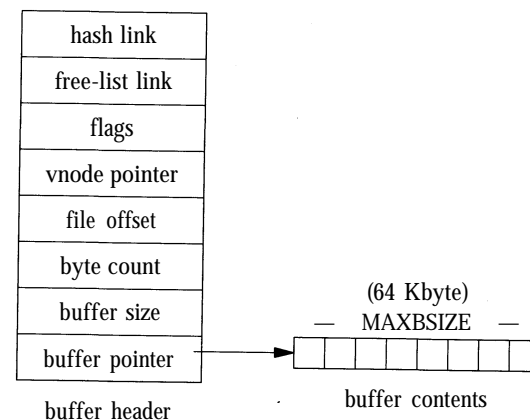 hash link
free-list link
flags
vnode pointer
file offset
byte count
buffer size
buffer pointer
buffer header
(64 Kbyte)
— MAXBSIZE —
buffer contents